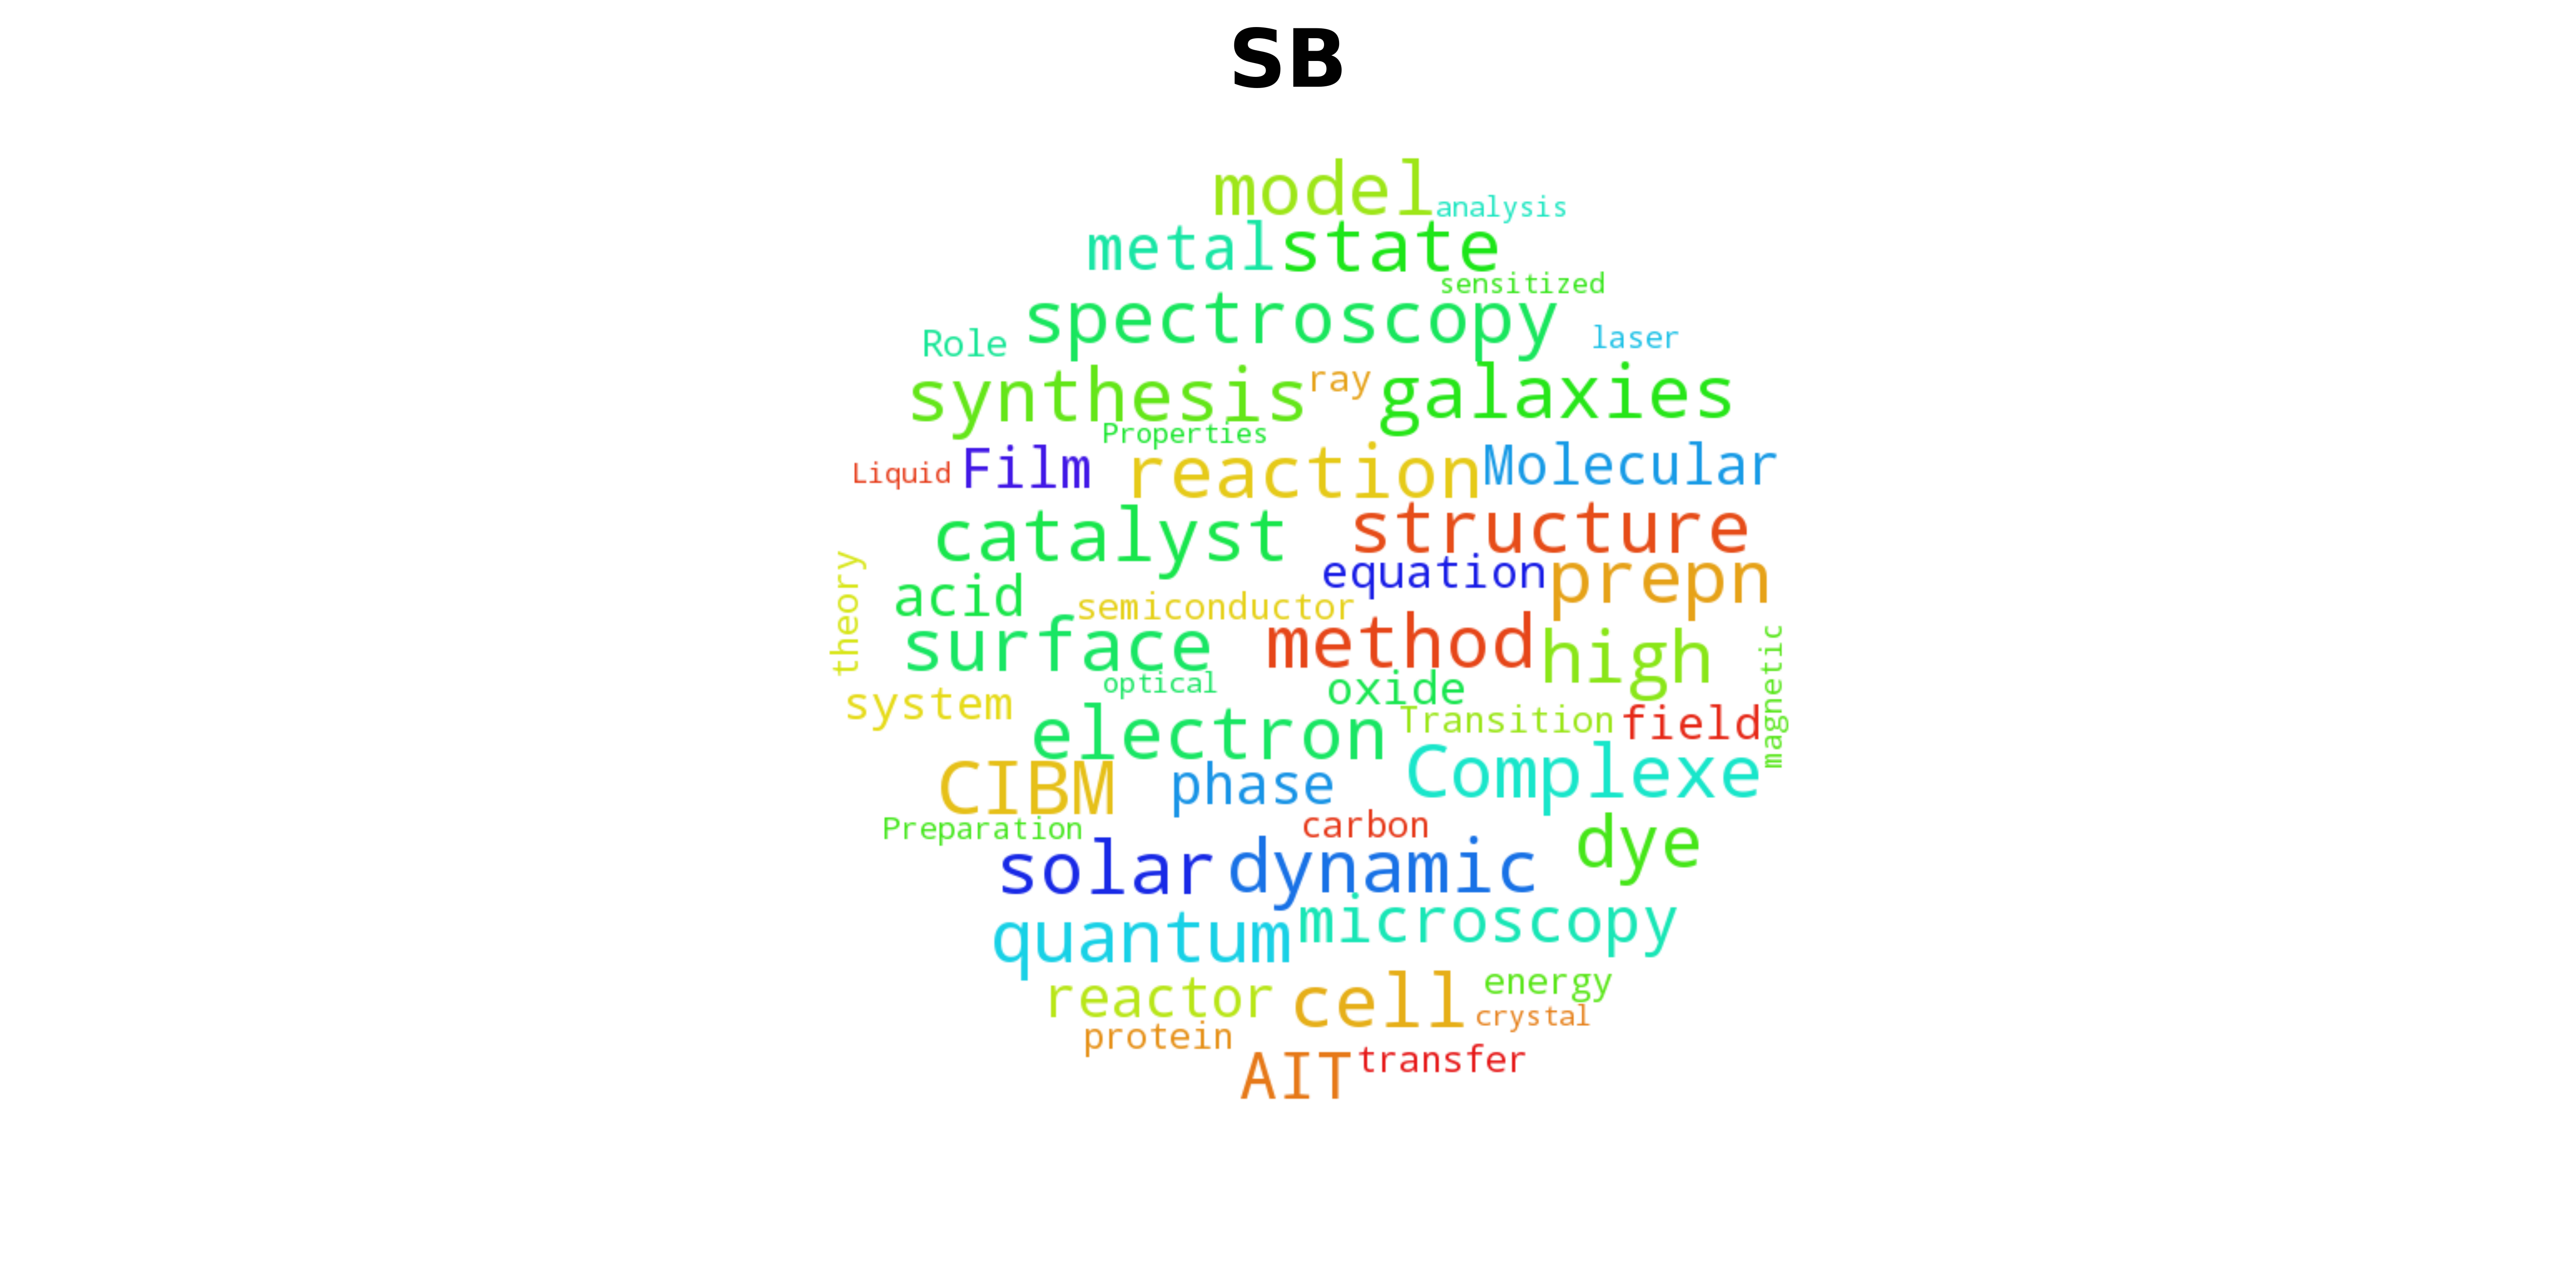 SB
model analysis
metal state
sensitized
spectroscopy
Role laser
synthesis ray galaxies
Properties
Liquid Film reaction Molecular
catalyst structure
theory
equation prepn
acid semiconductor
surface method high
magnetic
optical oxide
system
electron Transition field
CIBM phase Complexe
Preparation carbon
solar dynamic dye
quantum microscopy
reactor cell energy
crystal
protein
AIT transfer